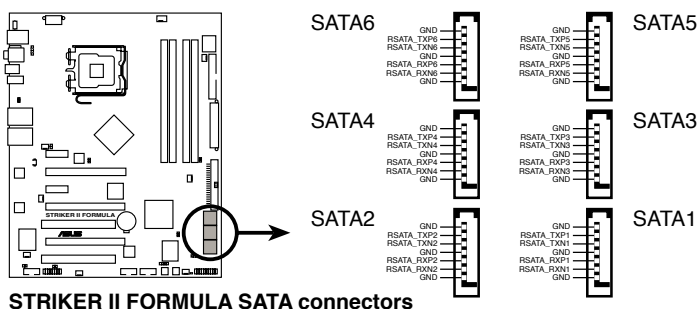 SATA6
GND
RSATA_TXP6
RSATA_TXN6
GND
RSATA_RXP6
RSATA_RXN6
GND
SATA5
GND
RSATA_TXP5
RSATA_TXN5
GND
RSATA_RXP5
RSATA_RXN5
GND
SATA4
GND
RSATA_TXP4
RSATA_TXN4
GND
RSATA_RXP4
RSATA_RXN4
GND
SATA3
GND
RSATA_TXP3
RSATA_TXN3
GND
RSATA_RXP3
RSATA_RXN3
GND
SATA2
GND
RSATA_TXP2
RSATA_TXN2
GND
RSATA_RXP2
RSATA_RXN2
GND
SATA1
GND
RSATA_TXP1
RSATA_TXN1
GND
RSATA_RXP1
RSATA_RXN1
GND
STRIKER II FORMULA
ASUS
STRIKER II FORMULA SATA connectors